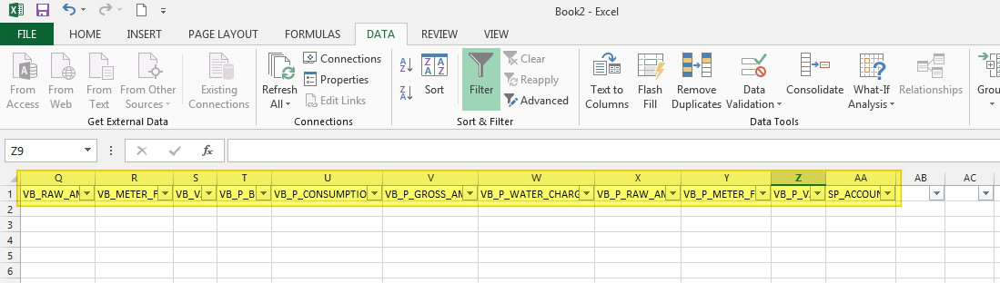 Book2 - Excel
FILE HOME INSERT PAGE LAYOUT FORMULAS DATA REVIEW VIEW
From Access From Web From Text From Other Sources Existing Connections Refresh All Connections Properties Edit Links Sort Filter Clear Reapply Advanced Text to Columns Flash Fill Remove Duplicates Data Validation Consolidate What-If Analysis Relationships Grou
Get External Data Connections Sort & Filter Data Tools
Z9 fx
Q R S T U V W X Y Z AA AB AC
1 VB_RAW_AM VB_METER_F VB_V. VB_P_B VB_P_CONSUMPTIO VB_P_GROSS_AM VB_P_WATER_CHARG VB_P_RAW_AM VB_P_METER_F VB_P_V. SP_ACCOUN
2
3
4
5
6